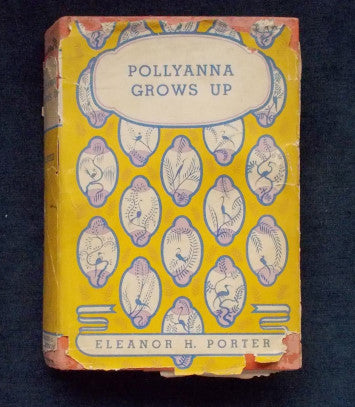 POLLYANNA
GROWS UP
ELEANOR H. PORTER